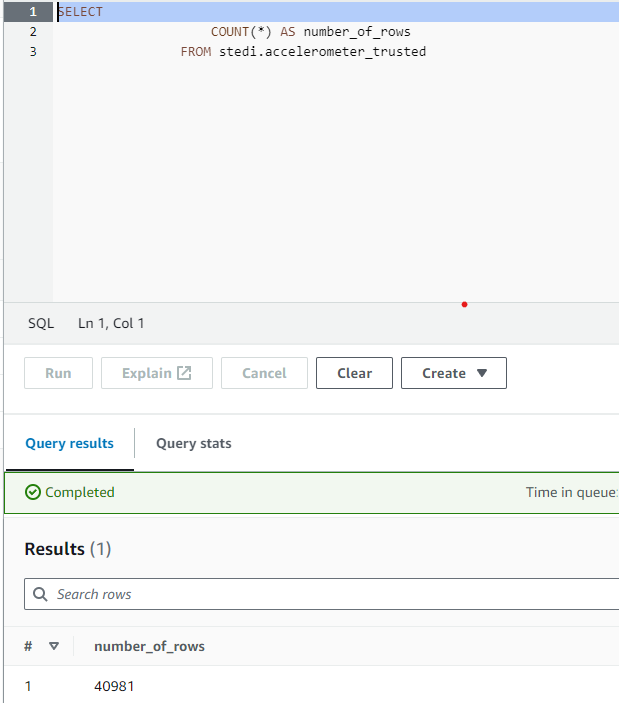 1 SELECT
2 COUNT(*) AS number_of_rows
3 FROM stedi.accelerometer_trusted
SQL Ln 1, Col 1
Run Explain Cancel Clear Create
Query results Query stats
Completed Time in queue:
Results (1)
Search rows
# number_of_rows
1 40981